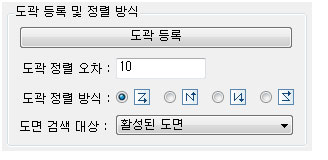 도곽 등록 및 정렬 방식
도곽 등록
도곽 정렬 오차 : 10
도곽 정렬 방식 :
도면 검색 대상 : 활성된 도면